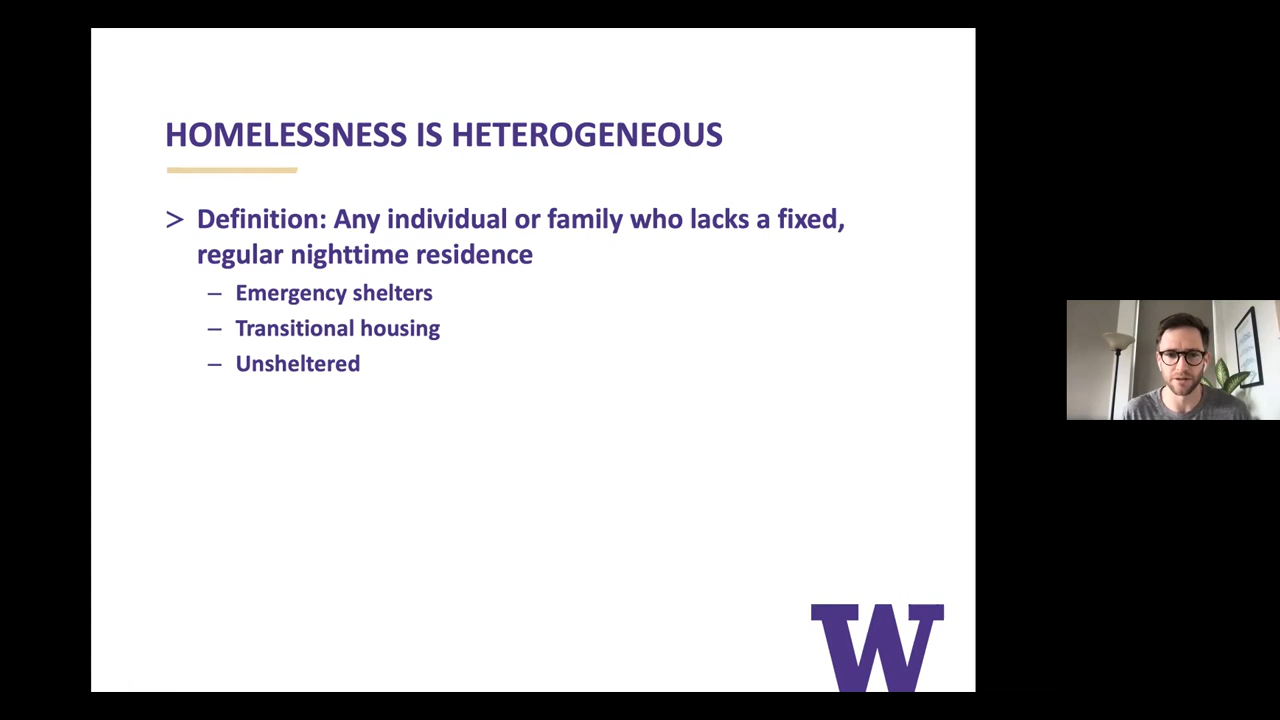 HOMELESSNESS IS HETEROGENEOUS
> Definition: Any individual or family who lacks a fixed,
regular nighttime residence
– Emergency shelters
– Transitional housing
– Unsheltered
W